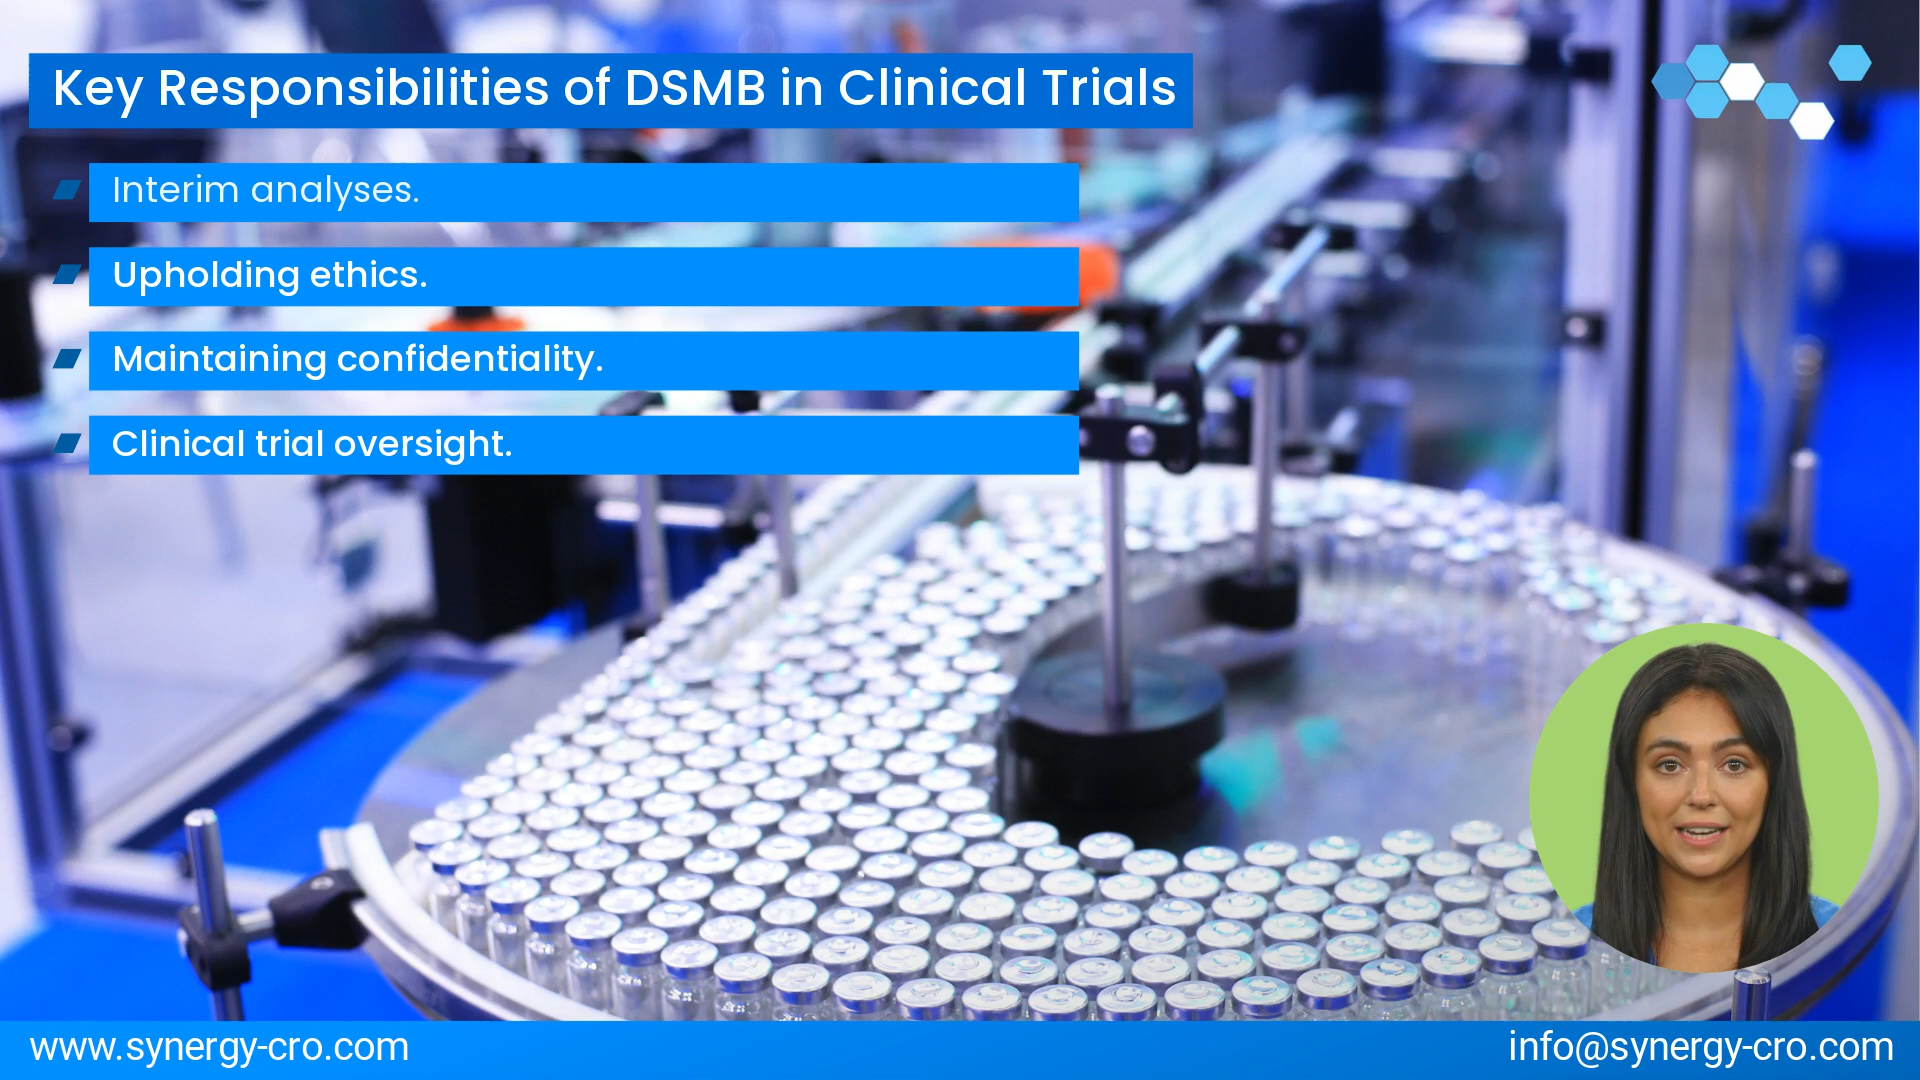 Key Responsibilities of DSMB in Clinical Trials
Interim analyses.
Upholding ethics.
Maintaining confidentiality.
Clinical trial oversight.
www.synergy-cro.com
info@synergy-cro.com